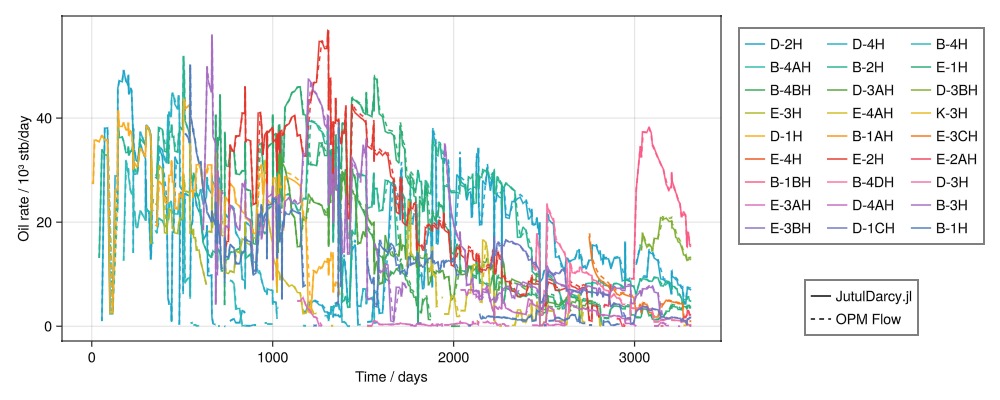 Oil rate / 10³ stb/day
40
20
0
0 1000 2000 3000
Time / days
D-2H D-4H B-4H
B-4AH B-2H E-1H
B-4BH D-3AH D-3BH
E-3H E-4AH K-3H
D-1H B-1AH E-3CH
E-4H E-2H E-2AH
B-1BH B-4DH D-3H
E-3AH D-4AH B-3H
E-3BH D-1CH B-1H
JutulDarcy.jl
OPM Flow